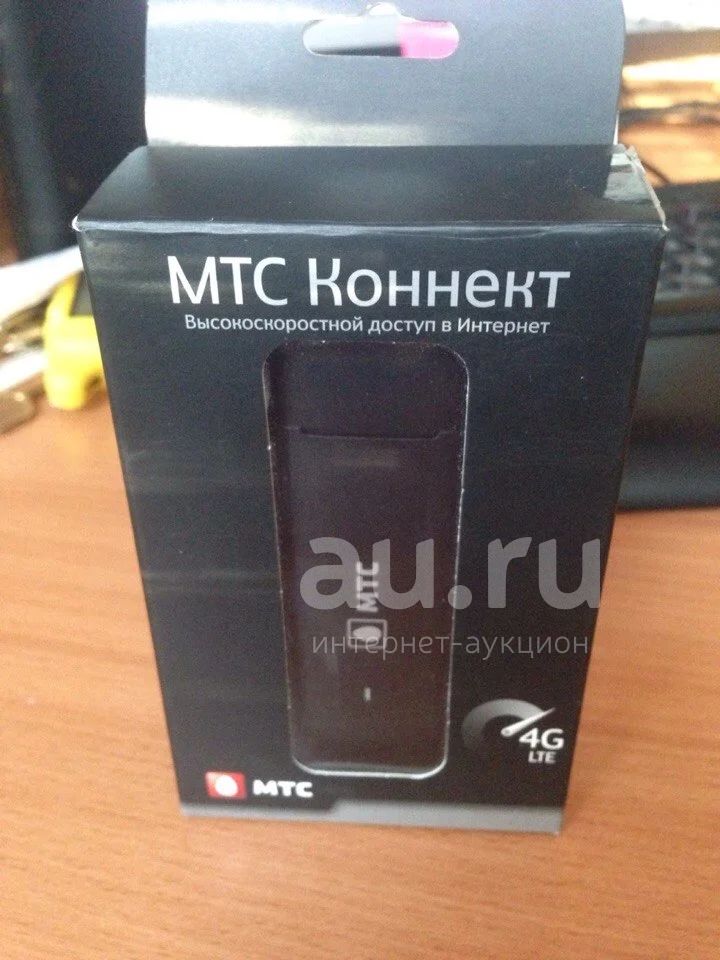 МТС Коннект
Высокоскоростной доступ в Интернет
МТС
au.ru
интернет-аукцион
4G
LTE
МТС